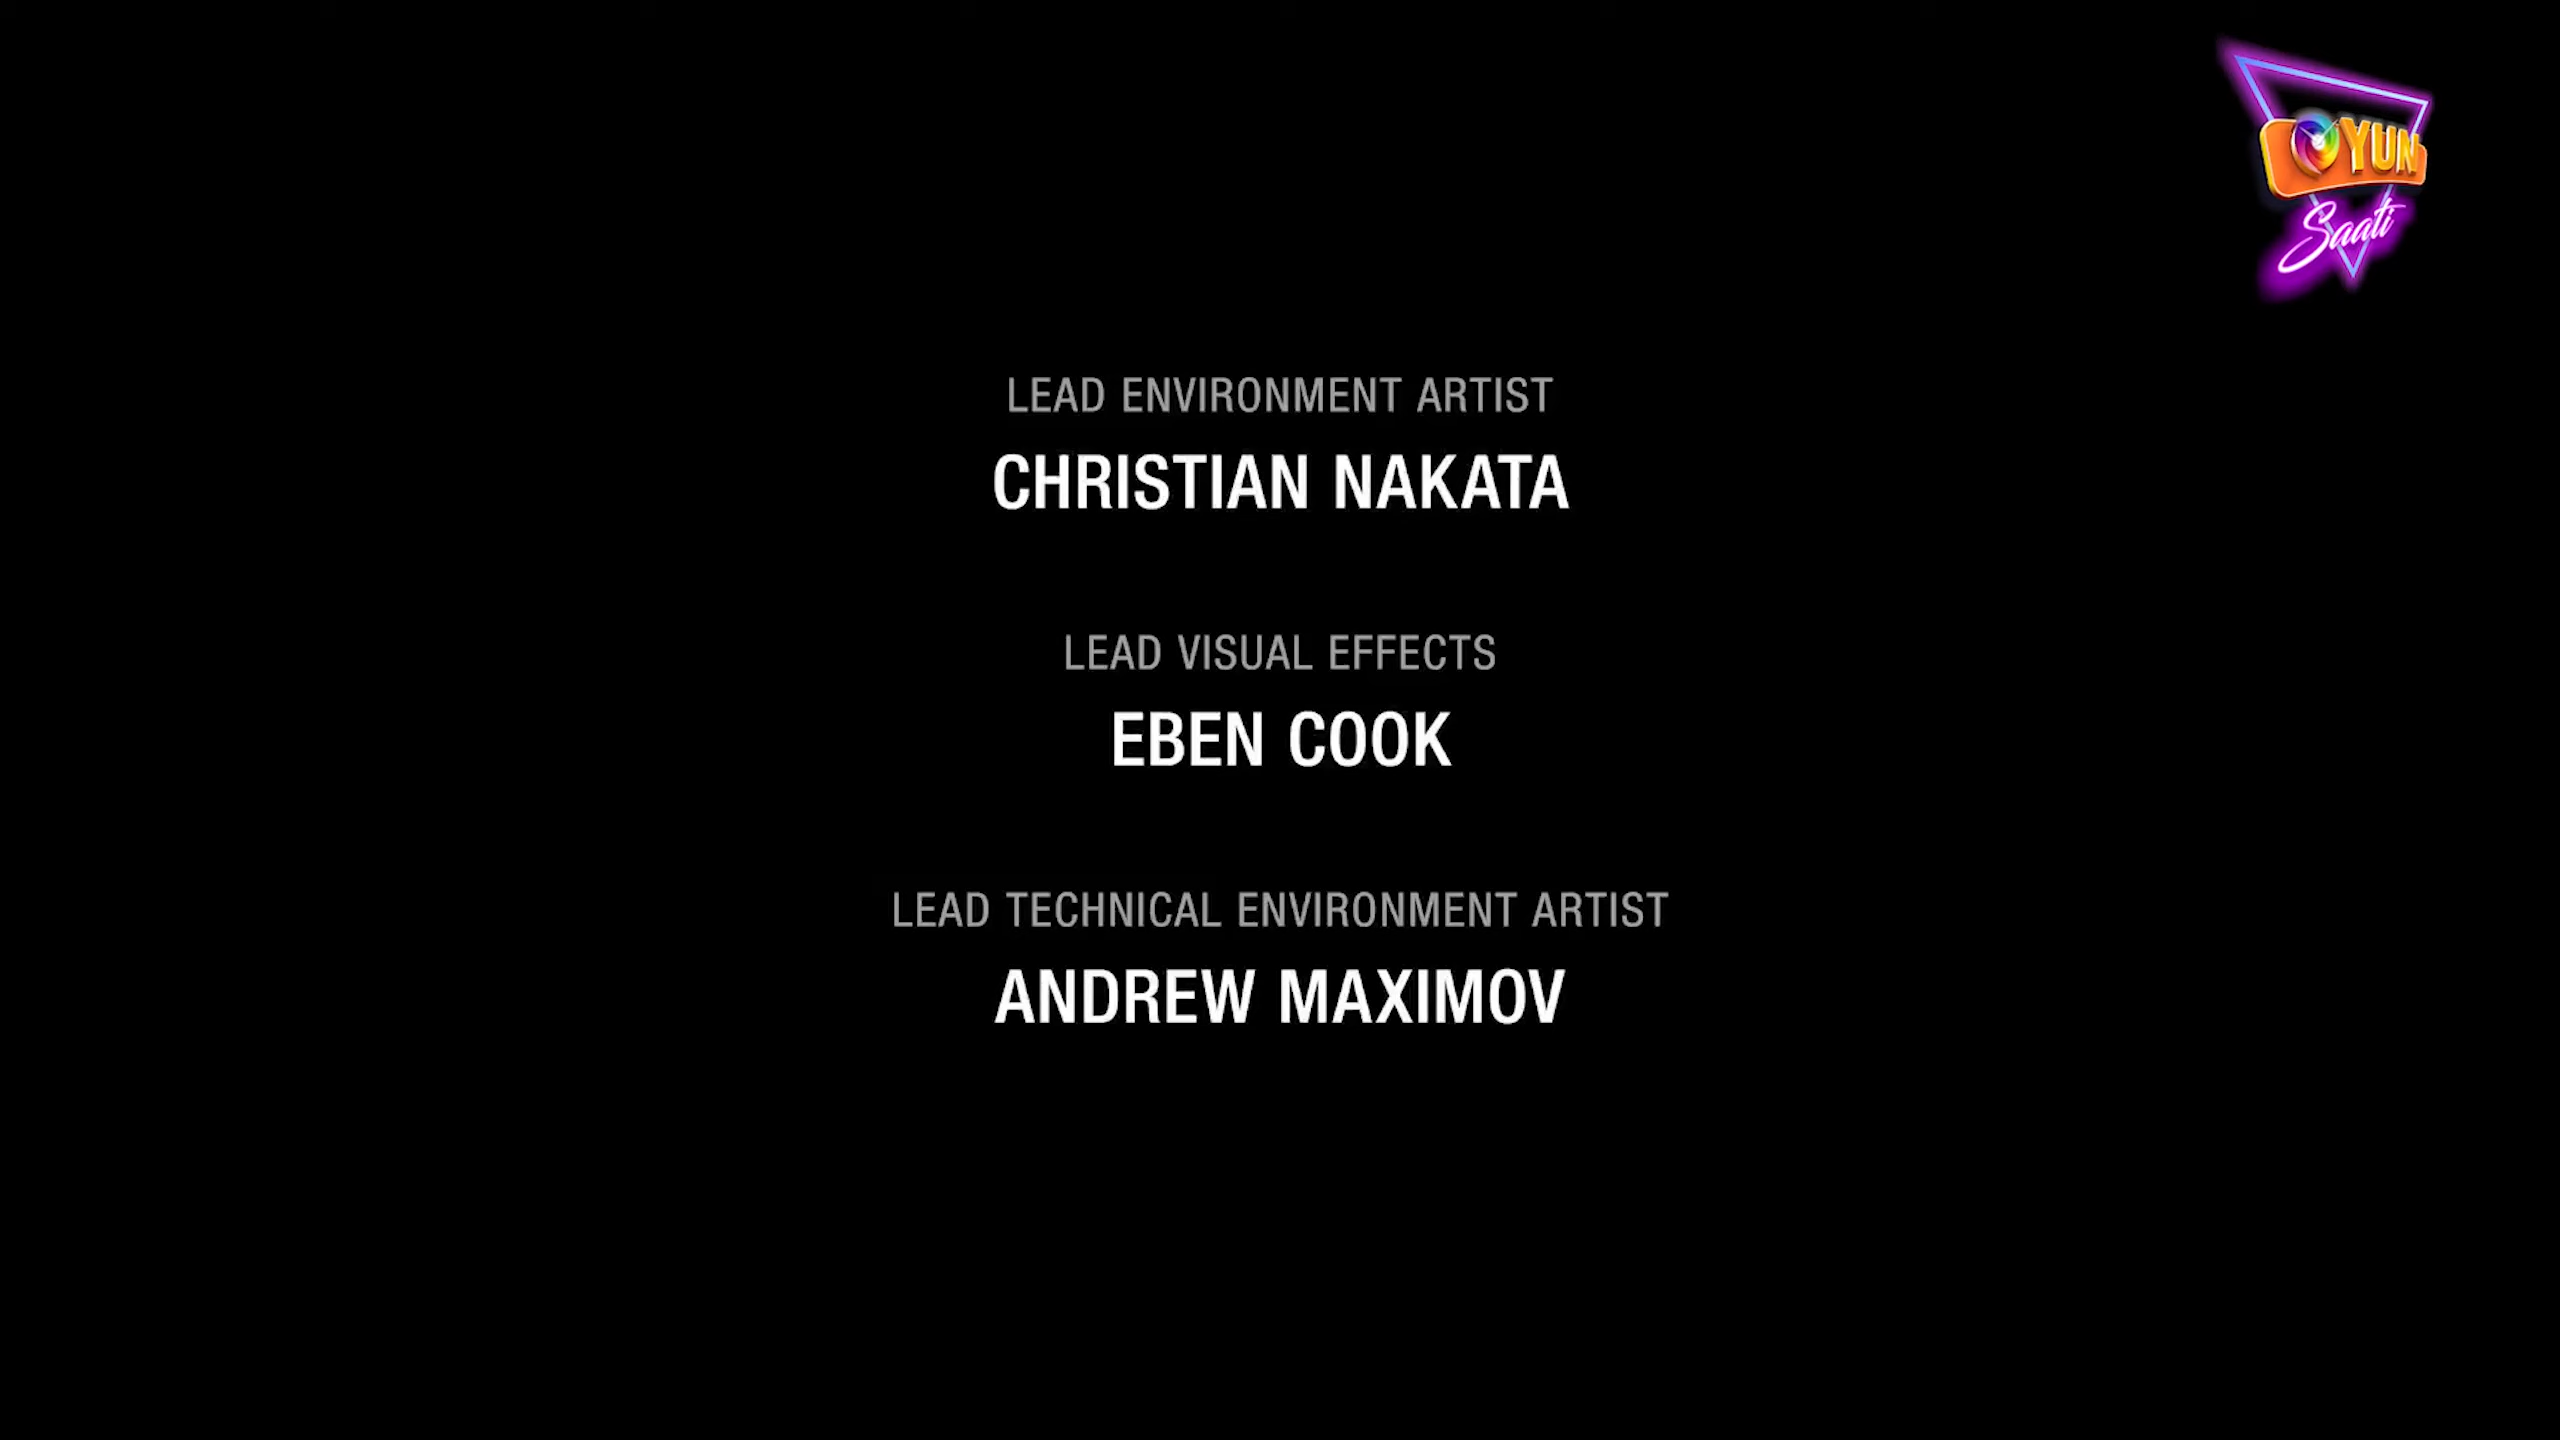 OYUN
Saati
LEAD ENVIRONMENT ARTIST
CHRISTIAN NAKATA
LEAD VISUAL EFFECTS
EBEN COOK
LEAD TECHNICAL ENVIRONMENT ARTIST
ANDREW MAXIMOV